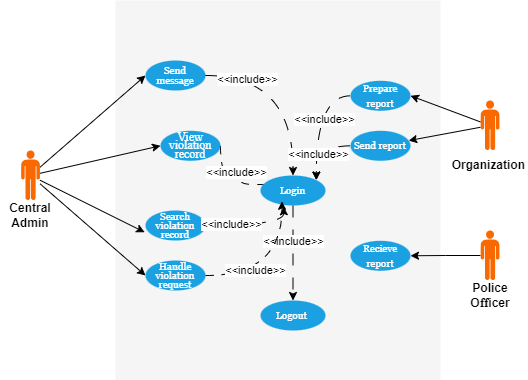 Send
message
<<include>>
Prepare
report
<<include>>
View
violation
record
Send report
<<include>>
<<include>>
Organization
Login
Central
Admin
Search
violation
record
<<include>>
<<include>>
Handle
violation
request
<<include>>
Recieve
report
Police
Officer
Logout